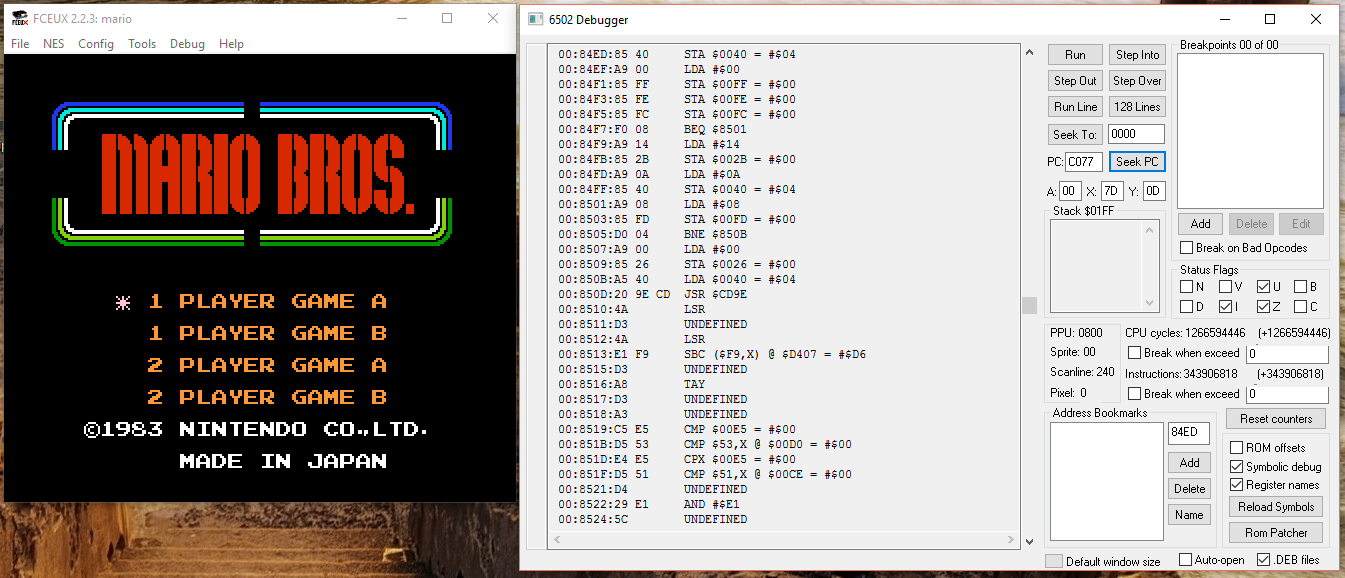 FCEUX 2.2.3: mario
File NES Config Tools Debug Help
MARIO BROS.
1 PLAYER GAME A
1 PLAYER GAME B
2 PLAYER GAME A
2 PLAYER GAME B
©1983 NINTENDO CO.,LTD.
MADE IN JAPAN
6502 Debugger
00:84ED:85 40 STA $0040 = #$04
00:84EF:A9 00 LDA #$00
00:84F1:85 FF STA $00FF = #$00
00:84F3:85 FE STA $00FE = #$00
00:84F5:85 FC STA $00FC = #$00
00:84F7:F0 08 BEQ $8501
00:84F9:A9 14 LDA #$14
00:84FB:85 2B STA $002B = #$00
00:84FD:A9 0A LDA #$0A
00:84FF:85 40 STA $0040 = #$04
00:8501:A9 08 LDA #$08
00:8503:85 FD STA $00FD = #$00
00:8505:D0 04 BNE $850B
00:8507:A9 00 LDA #$00
00:8509:85 26 STA $0026 = #$00
00:850B:A5 40 LDA $0040 = #$04
00:850D:20 9E CD JSR $CD9E
00:8510:4A LSR
00:8511:D3 UNDEFINED
00:8512:4A LSR
00:8513:E1 F9 SBC ($F9,X) @ $D407 = #$D6
00:8515:D3 UNDEFINED
00:8516:A8 TAY
00:8517:D3 UNDEFINED
00:8518:A3 UNDEFINED
00:8519:C5 E5 CMP $00E5 = #$00
00:851B:D5 53 CMP $53,X @ $00D0 = #$00
00:851D:E4 E5 CPX $00E5 = #$00
00:851F:D5 51 CMP $51,X @ $00CE = #$00
00:8521:D4 UNDEFINED
00:8522:29 E1 AND #$E1
00:8524:5C UNDEFINED
Run Step Into
Step Out Step Over
Run Line 128 Lines
Seek To: 0000
PC: C077 Seek PC
A: 00 X: 7D Y: 0D
Stack $01FF
Breakpoints 00 of 00
Add Delete Edit
Break on Bad Opcodes
Status Flags
N V U B
D I Z C
PPU: 0800
Sprite: 00
Scanline: 240
Pixel: 0
CPU cycles: 1266594446 (+1266594446)
Break when exceed 0
Instructions: 343906818 (+343906818)
Break when exceed 0
Address Bookmarks
84ED
Add
Delete
Name
Reset counters
ROM offsets
Symbolic debug
Register names
Reload Symbols
Rom Patcher
Default window size Auto-open .DEB files